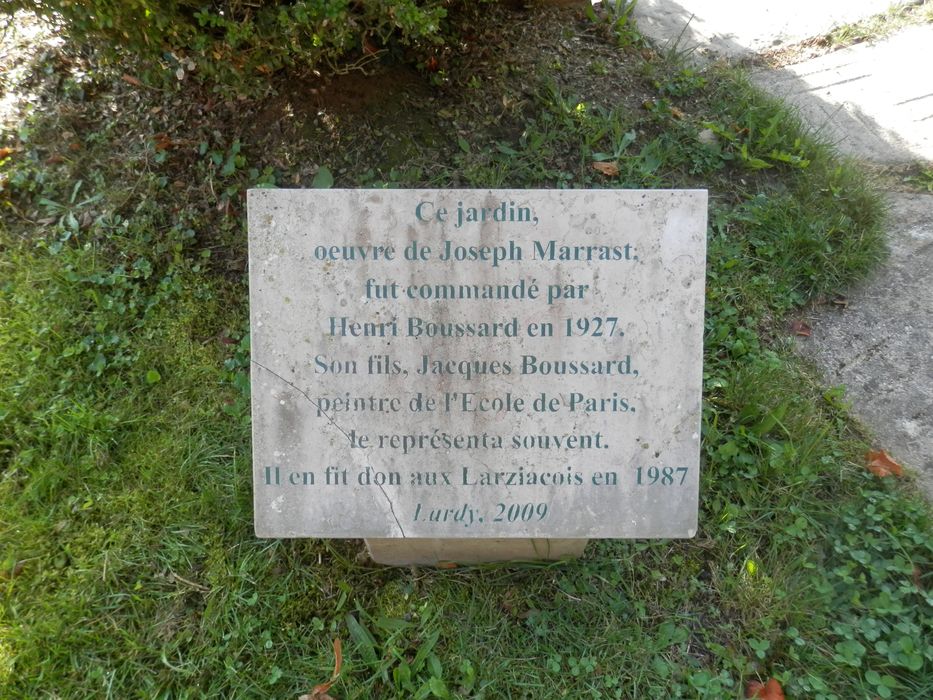 Ce jardin,
oeuvre de Joseph Marrast,
fut commandé par
Henri Boussard en 1927.
Son fils, Jacques Boussard,
peintre de l'Ecole de Paris,
le représenta souvent.
Il en fit don aux Larziacois en 1987
Lurdy, 2009